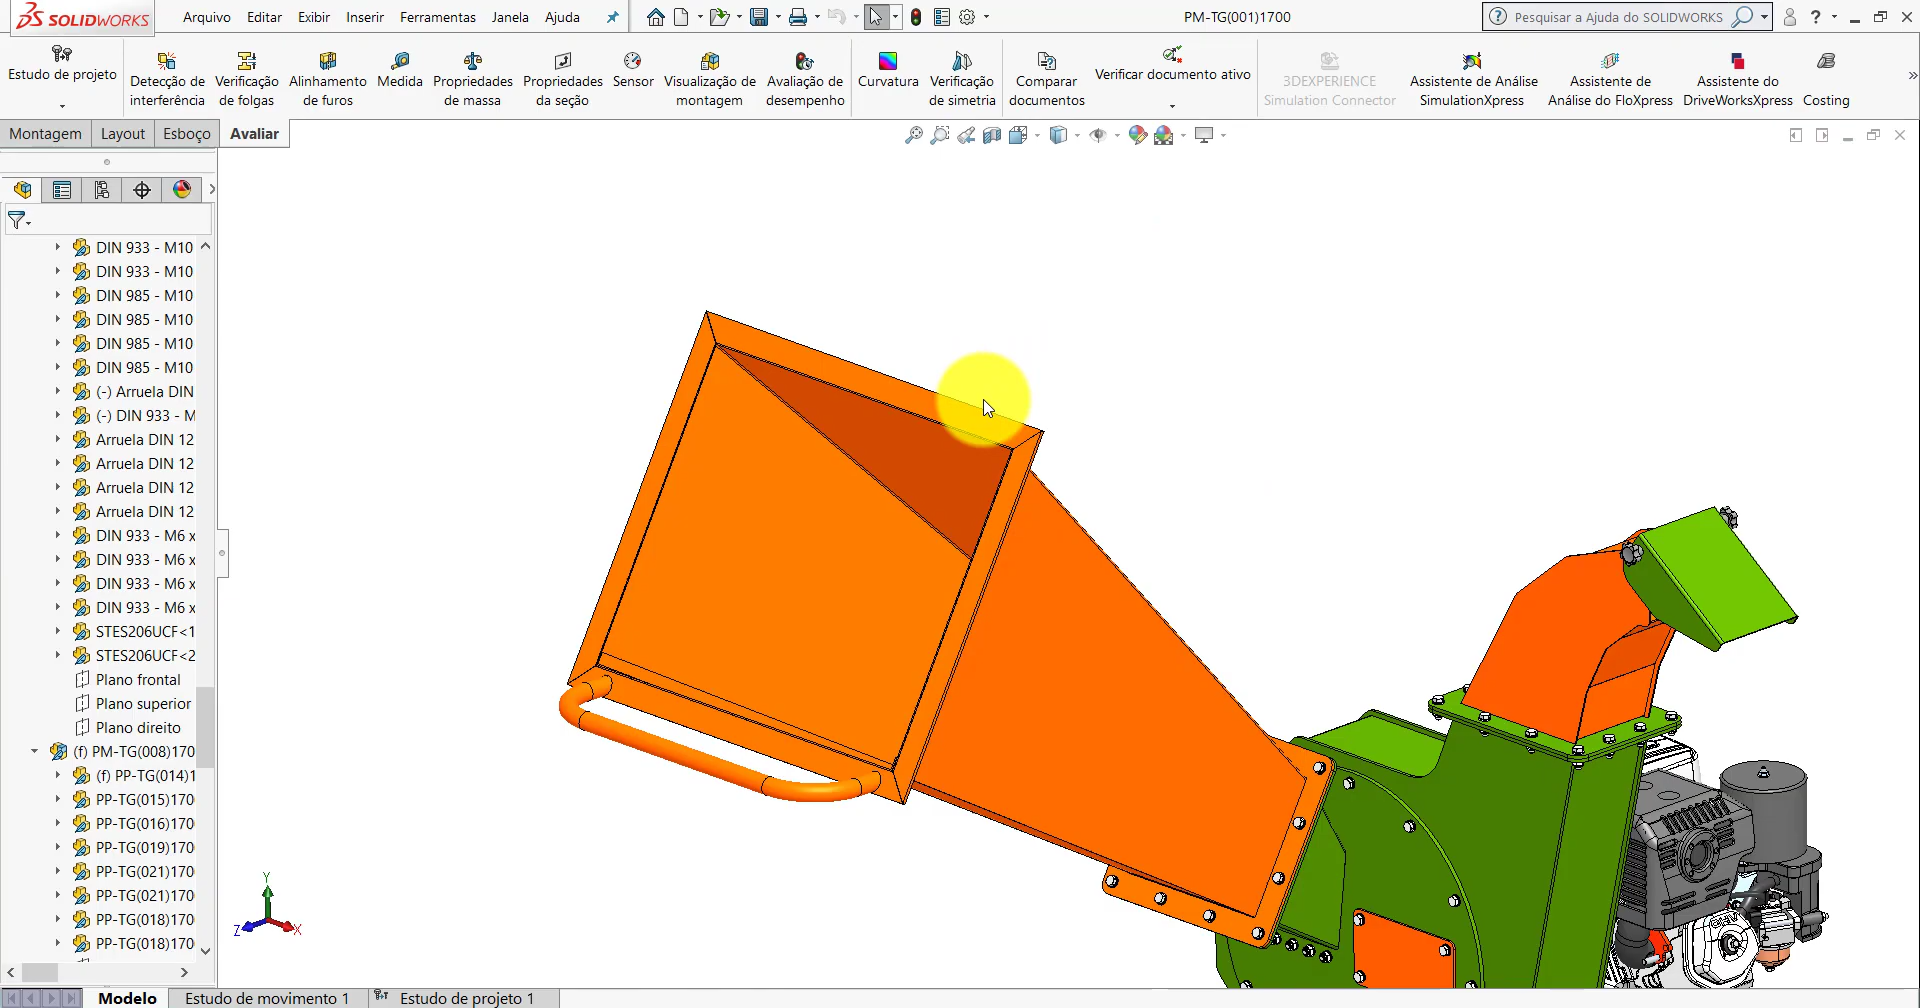 SOLIDWORKS
Arquivo Editar Exibir Inserir Ferramentas Janela Ajuda
PM-TG(001)1700
Pesquisar a Ajuda do SOLIDWORKS
Estudo de projeto
Detecção de interferência
Verificação de folgas
Alinhamento de furos
Medida
Propriedades de massa
Propriedades da seção
Sensor
Visualização de montagem
Avaliação de desempenho
Curvatura
Verificação de simetria
Comparar documentos
Verificar documento ativo
3DEXPERIENCE Simulation Connector
Assistente de Análise SimulationXpress
Assistente de Análise do FloXpress
Assistente do DriveWorksXpress
Costing
Montagem Layout Esboço Avaliar
DIN 933 - M10
DIN 933 - M10
DIN 985 - M10
DIN 985 - M10
DIN 985 - M10
DIN 985 - M10
(-) Arruela DIN
(-) DIN 933 - M
Arruela DIN 12
Arruela DIN 12
Arruela DIN 12
Arruela DIN 12
DIN 933 - M6 x
DIN 933 - M6 x
DIN 933 - M6 x
DIN 933 - M6 x
STES206UCF<1
STES206UCF<2
Plano frontal
Plano superior
Plano direito
(f) PM-TG(008)170
(f) PP-TG(014)1
PP-TG(015)170
PP-TG(016)170
PP-TG(019)170
PP-TG(021)170
PP-TG(021)170
PP-TG(018)170
PP-TG(018)170
Y
Z X
OHV
Modelo Estudo de movimento 1 Estudo de projeto 1